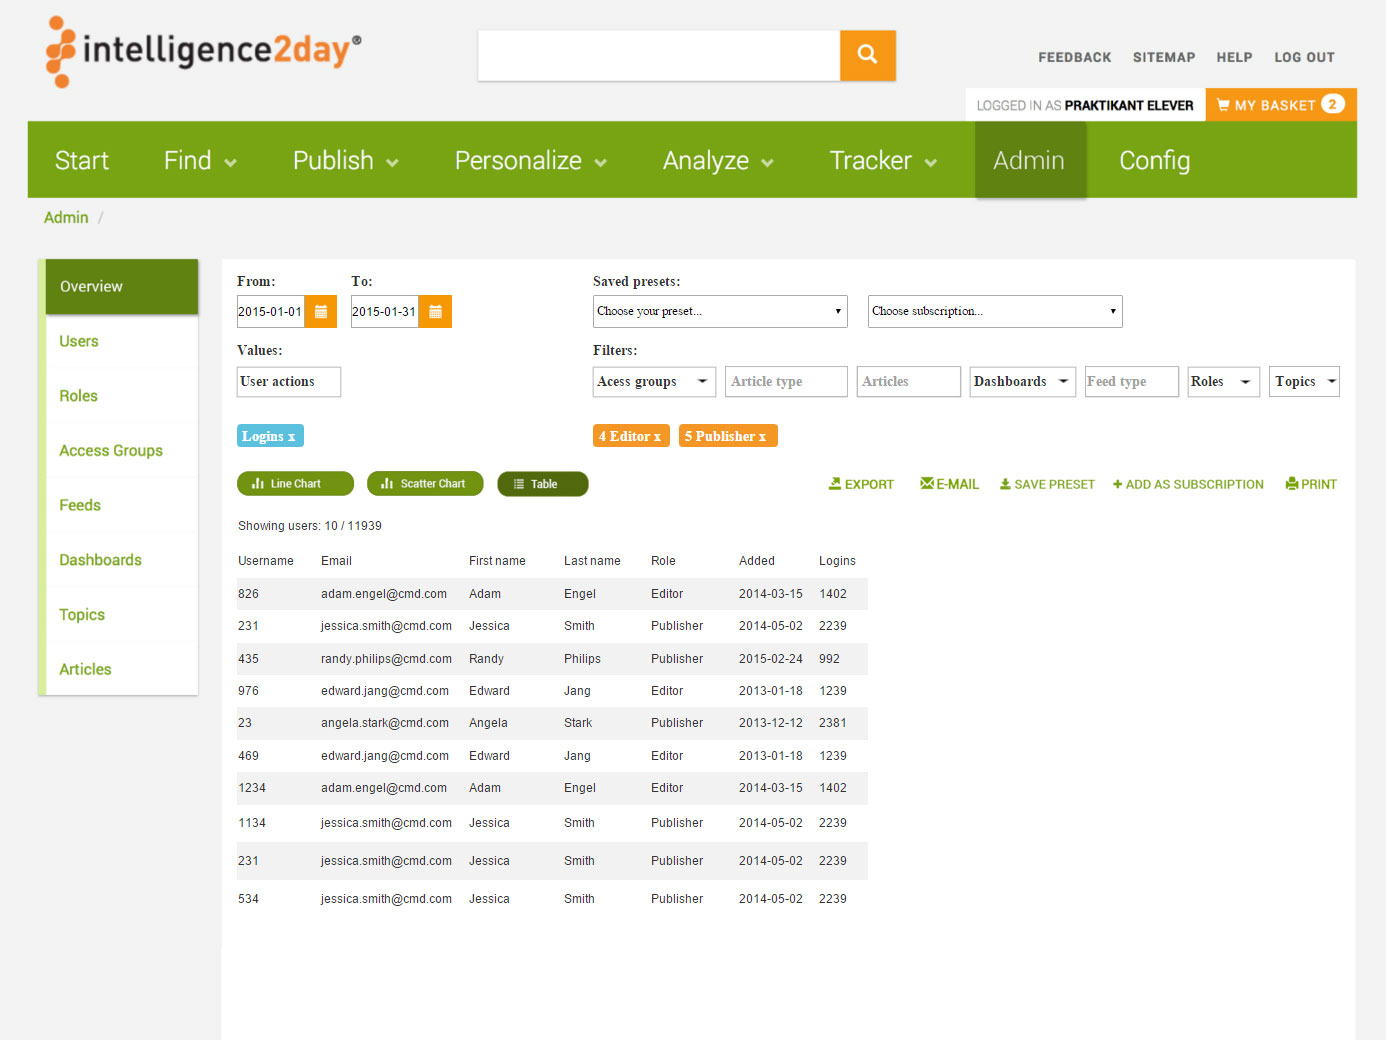 intelligence2day®
FEEDBACK SITEMAP HELP LOG OUT
LOGGED IN AS PRAKTIKANT ELEVER MY BASKET 2
Start Find Publish Personalize Analyze Tracker Admin Config
Admin /
Overview
Users
Roles
Access Groups
Feeds
Dashboards
Topics
Articles
From: To: Saved presets:
2015-01-01 2015-01-31 Choose your preset... Choose subscription...
Values: Filters:
User actions Acess groups Article type Articles Dashboards Feed type Roles Topics
Logins x 4 Editor x 5 Publisher x
Line Chart Scatter Chart Table EXPORT E-MAIL SAVE PRESET + ADD AS SUBSCRIPTION PRINT
Showing users: 10 / 11939
Username Email First name Last name Role Added Logins
826 adam.engel@cmd.com Adam Engel Editor 2014-03-15 1402
231 jessica.smith@cmd.com Jessica Smith Publisher 2014-05-02 2239
435 randy.philips@cmd.com Randy Philips Publisher 2015-02-24 992
976 edward.jang@cmd.com Edward Jang Editor 2013-01-18 1239
23 angela.stark@cmd.com Angela Stark Publisher 2013-12-12 2381
469 edward.jang@cmd.com Edward Jang Editor 2013-01-18 1239
1234 adam.engel@cmd.com Adam Engel Editor 2014-03-15 1402
1134 jessica.smith@cmd.com Jessica Smith Publisher 2014-05-02 2239
231 jessica.smith@cmd.com Jessica Smith Publisher 2014-05-02 2239
534 jessica.smith@cmd.com Jessica Smith Publisher 2014-05-02 2239